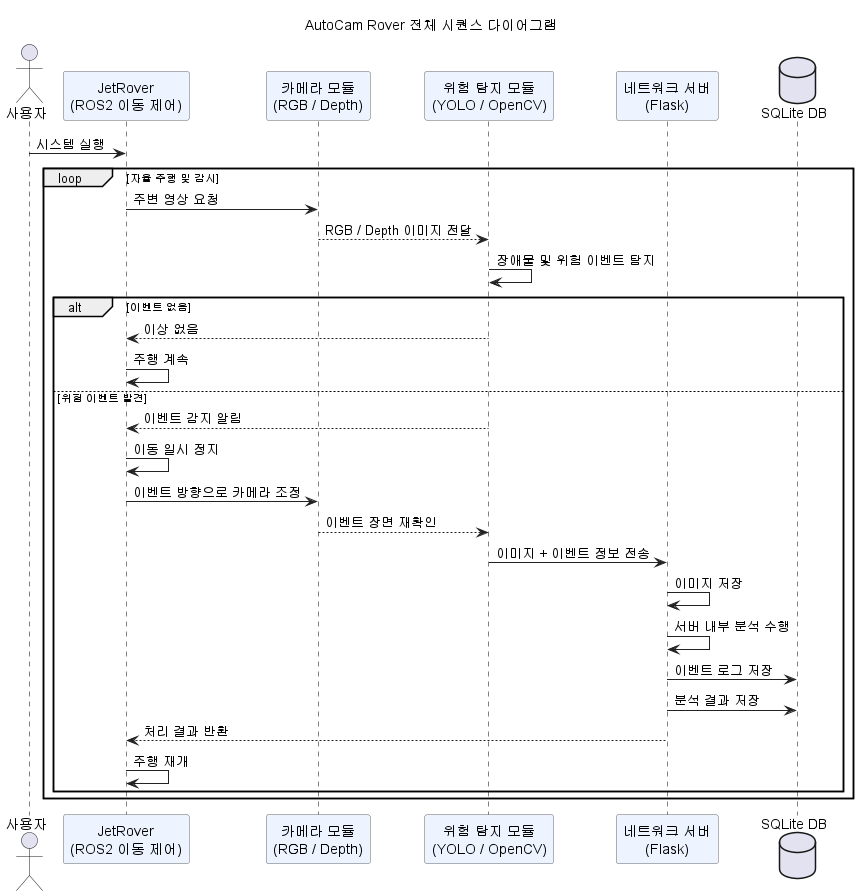 AutoCam Rover 전체 시퀀스 다이어그램
사용자
JetRover
(ROS2 이동 제어)
카메라 모듈
(RGB / Depth)
위험 탐지 모듈
(YOLO / OpenCV)
네트워크 서버
(Flask)
SQLite DB
시스템 실행
loop
[자율 주행 및 감시]
주변 영상 요청
RGB / Depth 이미지 전달
장애물 및 위험 이벤트 탐지
alt
[이벤트 없음]
이상 없음
주행 계속
[위험 이벤트 발견]
이벤트 감지 알림
이동 일시 정지
이벤트 방향으로 카메라 조정
이벤트 장면 재확인
이미지 + 이벤트 정보 전송
이미지 저장
서버 내부 분석 수행
이벤트 로그 저장
분석 결과 저장
처리 결과 반환
주행 재개
사용자
JetRover
(ROS2 이동 제어)
카메라 모듈
(RGB / Depth)
위험 탐지 모듈
(YOLO / OpenCV)
네트워크 서버
(Flask)
SQLite DB